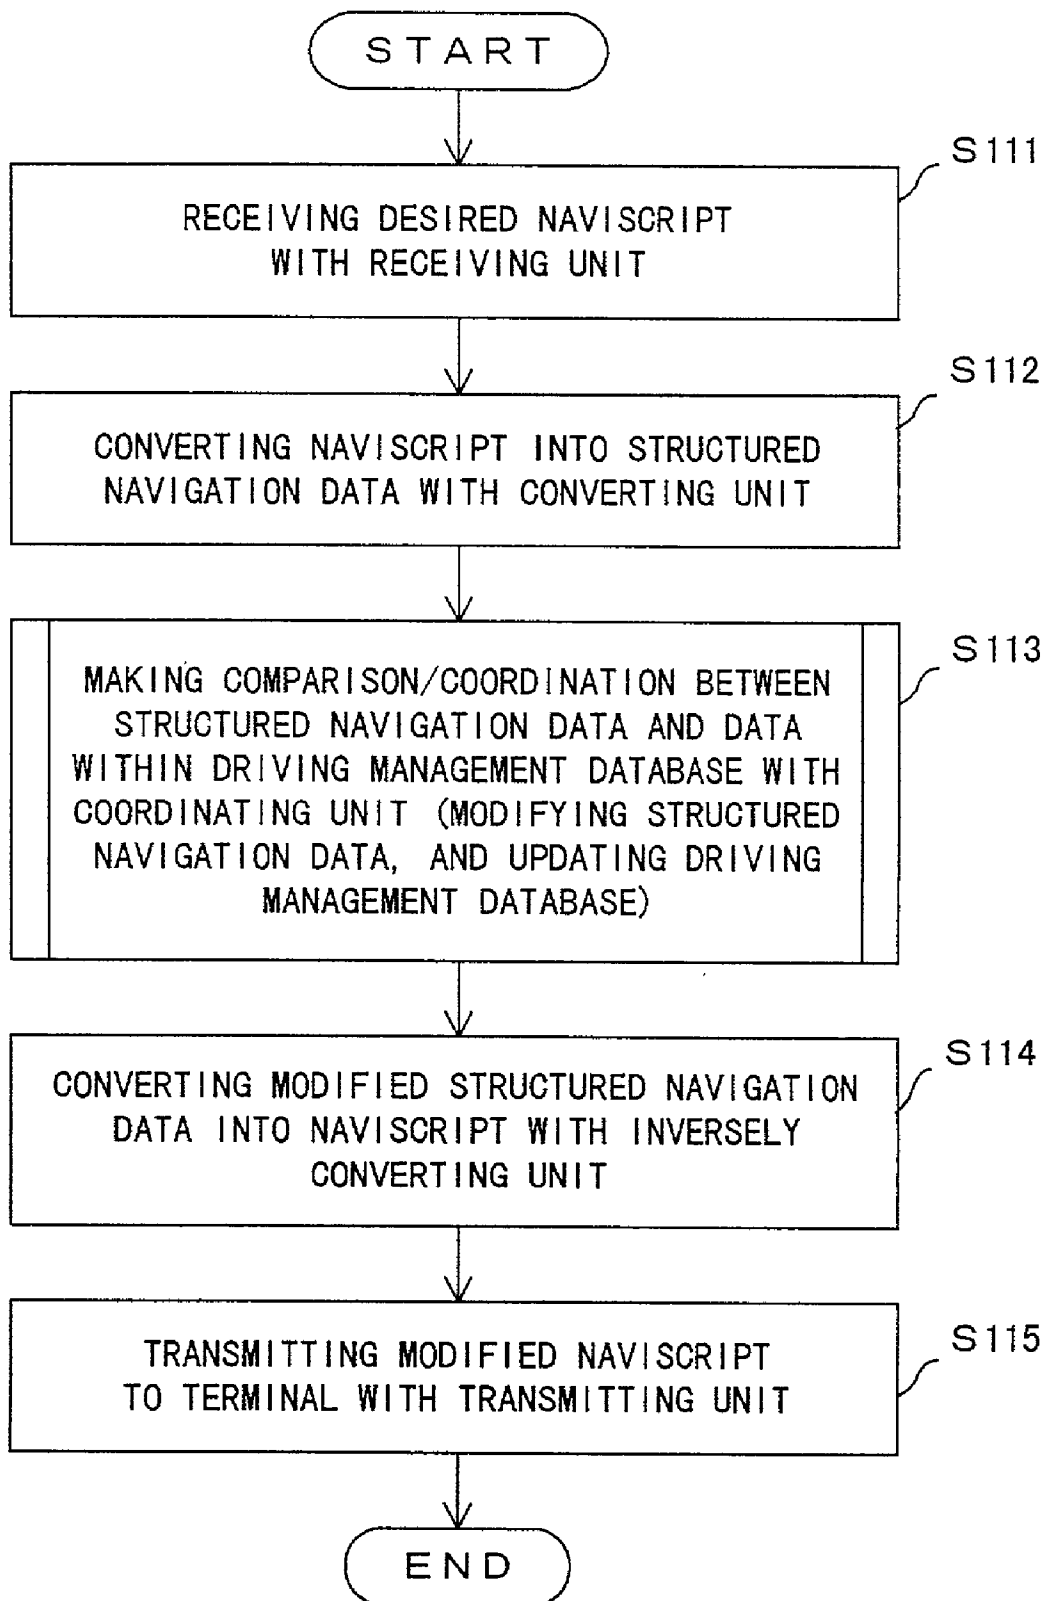 START
S111
RECEIVING DESIRED NAVISCRIPT
WITH RECEIVING UNIT
S112
CONVERTING NAVISCRIPT INTO STRUCTURED
NAVIGATION DATA WITH CONVERTING UNIT
S113
MAKING COMPARISON/COORDINATION BETWEEN
STRUCTURED NAVIGATION DATA AND DATA
WITHIN DRIVING MANAGEMENT DATABASE WITH
COORDINATING UNIT (MODIFYING STRUCTURED
NAVIGATION DATA, AND UPDATING DRIVING
MANAGEMENT DATABASE)
S114
CONVERTING MODIFIED STRUCTURED NAVIGATION
DATA INTO NAVISCRIPT WITH INVERSELY
CONVERTING UNIT
S115
TRANSMITTING MODIFIED NAVISCRIPT
TO TERMINAL WITH TRANSMITTING UNIT
END